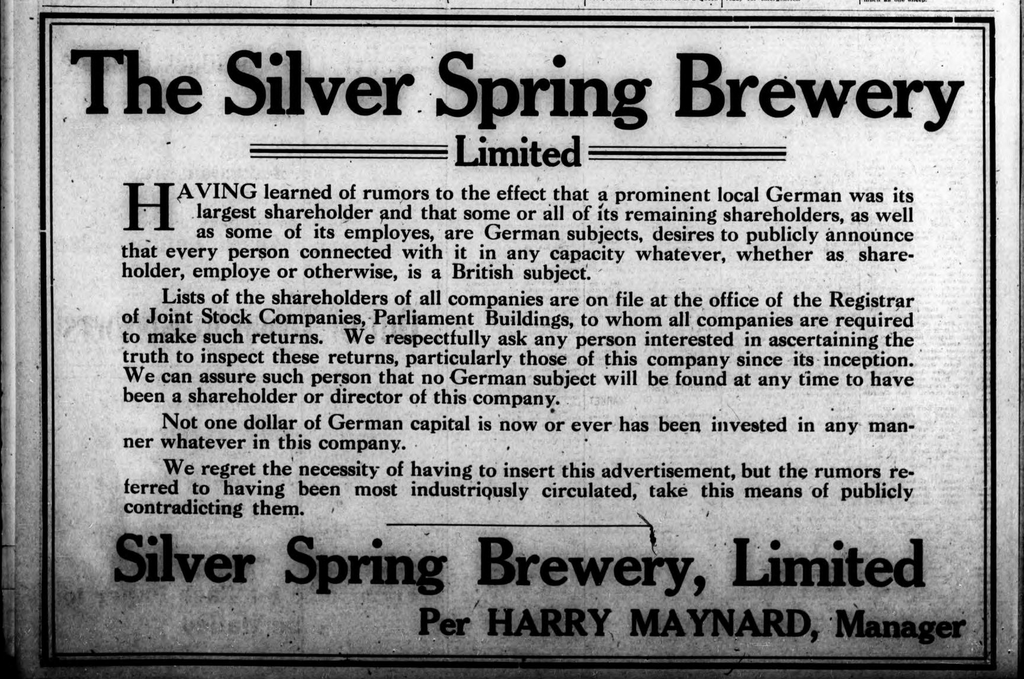 The Silver Spring Brewery
Limited
HAVING learned of rumors to the effect that a prominent local German was its
largest shareholder and that some or all of its remaining shareholders, as well
as some of its employes, are German subjects, desires to publicly announce
that every person connected with it in any capacity whatever, whether as share-
holder, employe or otherwise, is a British subject.
Lists of the shareholders of all companies are on file at the office of the Registrar
of Joint Stock Companies, Parliament Buildings, to whom all companies are required
to make such returns. We respectfully ask any person interested in ascertaining the
truth to inspect these returns, particularly those of this company since its inception.
We can assure such person that no German subject will be found at any time to have
been a shareholder or director of this company.
Not one dollar of German capital is now or ever has been invested in any man-
ner whatever in this company.
We regret the necessity of having to insert this advertisement, but the rumors re-
ferred to having been most industriously circulated, take this means of publicly
contradicting them.
Silver Spring Brewery, Limited
Per HARRY MAYNARD, Manager